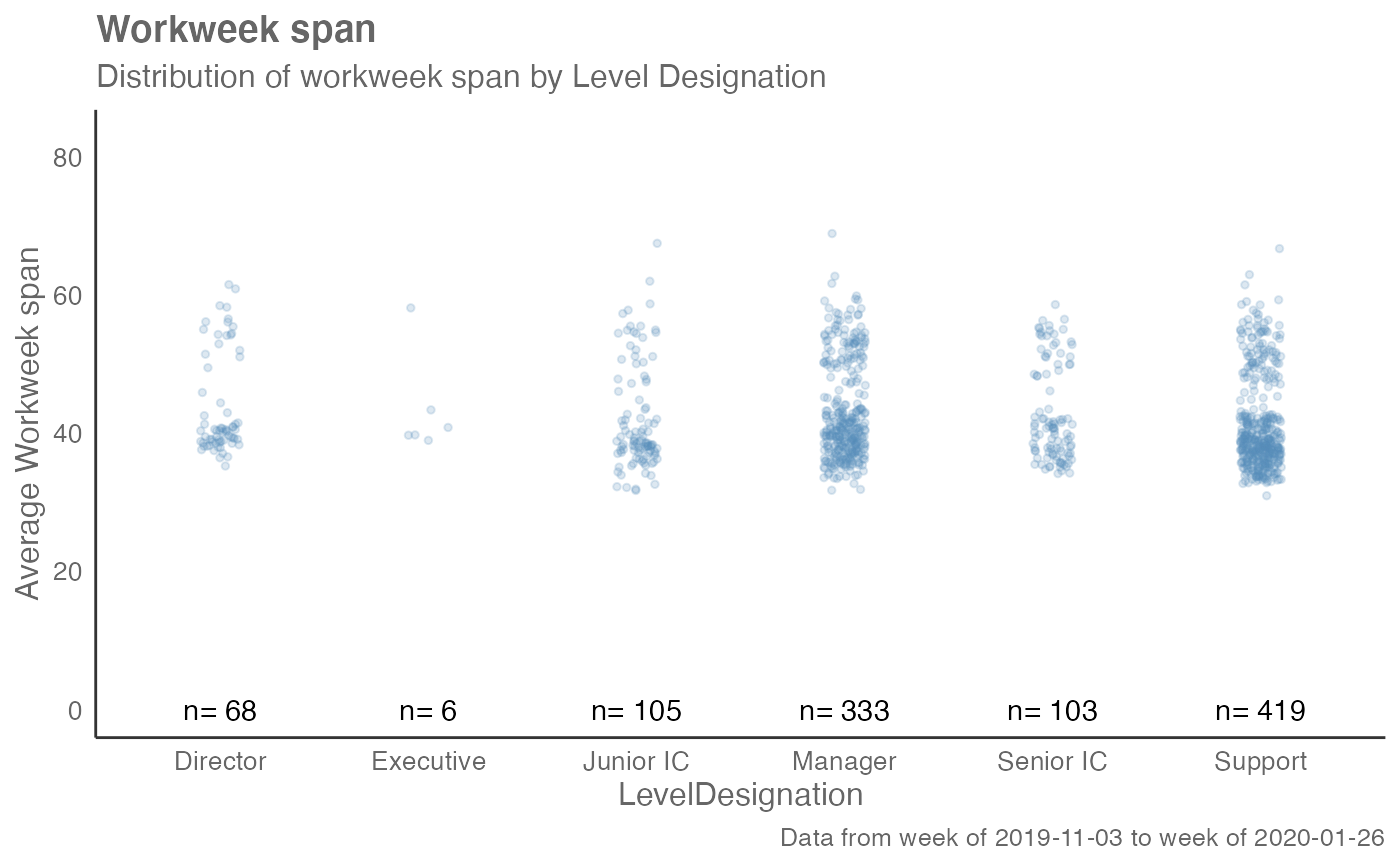 Workweek span
Distribution of workweek span by Level Designation
Average Workweek span
80
60
40
20
0
n= 68 n= 6 n= 105 n= 333 n= 103 n= 419
Director Executive Junior IC Manager Senior IC Support
LevelDesignation
Data from week of 2019-11-03 to week of 2020-01-26